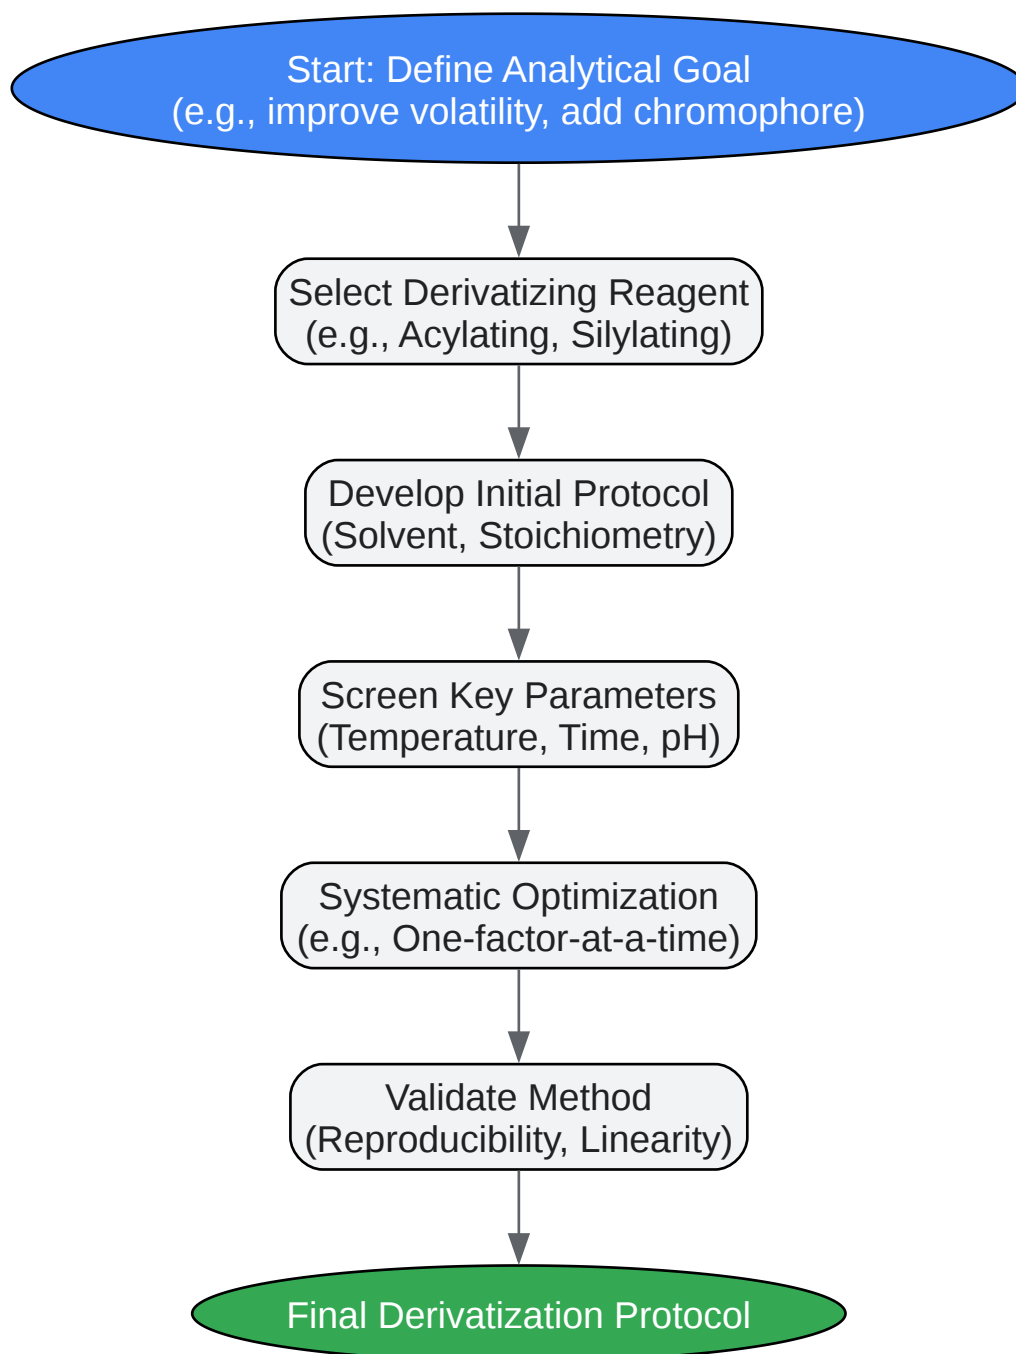 Start: Define Analytical Goal
(e.g., improve volatility, add chromophore)
Select Derivatizing Reagent
(e.g., Acylating, Silylating)
Develop Initial Protocol
(Solvent, Stoichiometry)
Screen Key Parameters
(Temperature, Time, pH)
Systematic Optimization
(e.g., One-factor-at-a-time)
Validate Method
(Reproducibility, Linearity)
Final Derivatization Protocol